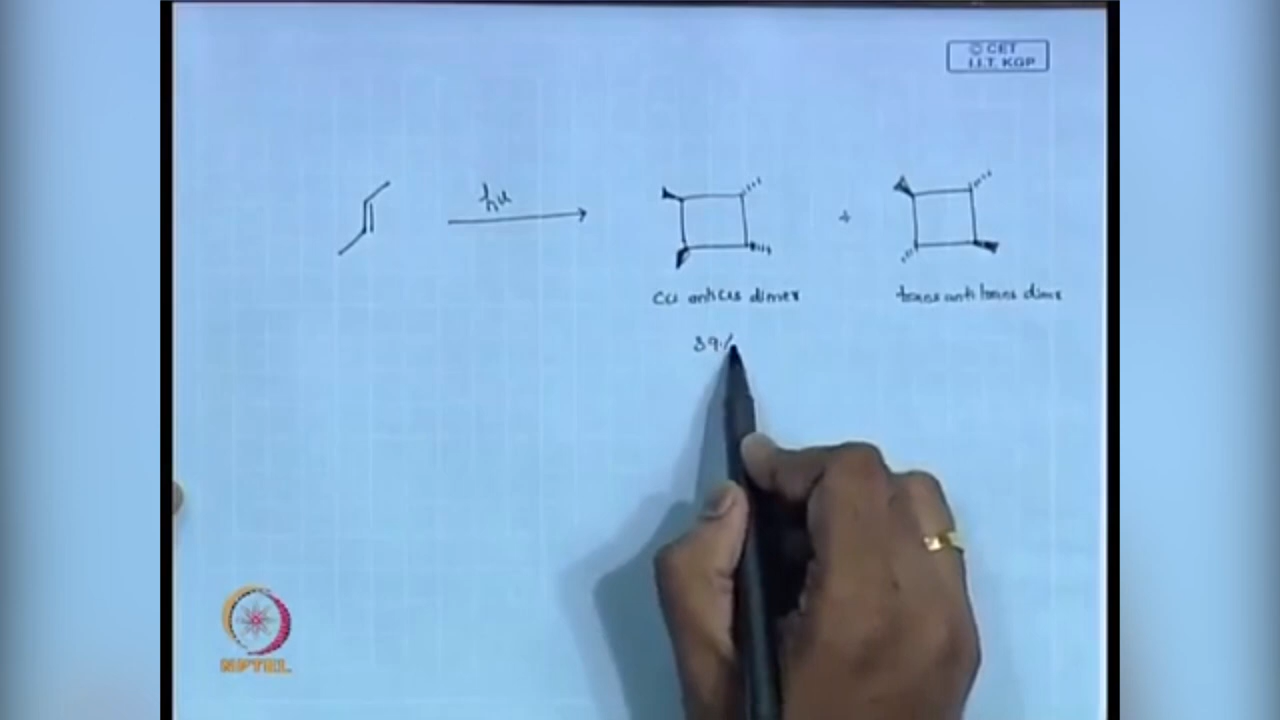 © CET
I.I.T. KGP
hν
+
cis anti cis dimer
trans anti trans dimer
39%
NPTEL